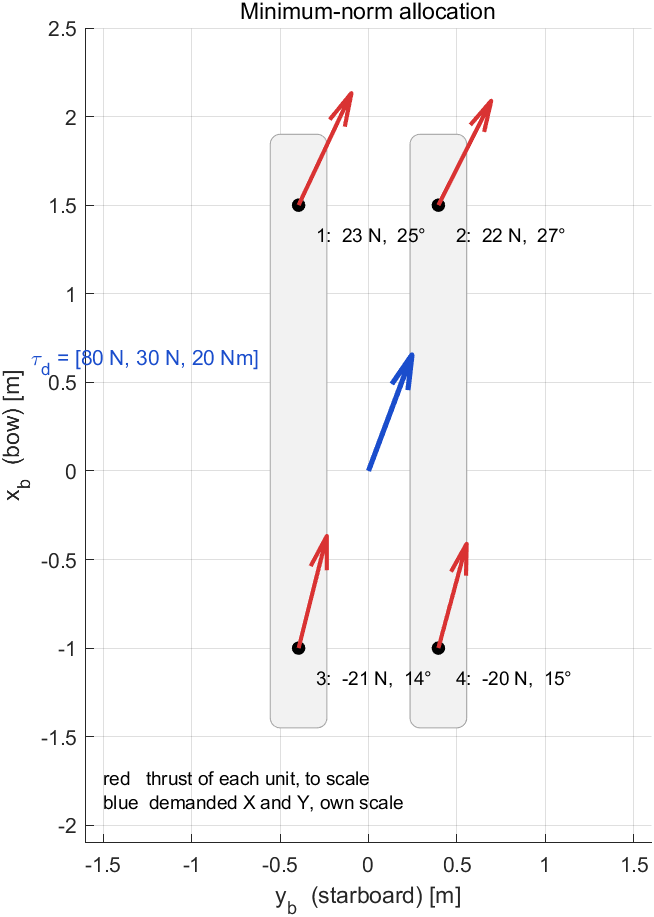 Minimum-norm allocation
2.5
2
1.5
1: 23 N, 25°
2: 22 N, 27°
1
τd = [80 N, 30 N, 20 Nm]
0.5
xb (bow) [m]
0
-0.5
-1
3: -21 N, 14°
4: -20 N, 15°
-1.5
red thrust of each unit, to scale
blue demanded X and Y, own scale
-2
-1.5 -1 -0.5 0 0.5 1 1.5
yb (starboard) [m]